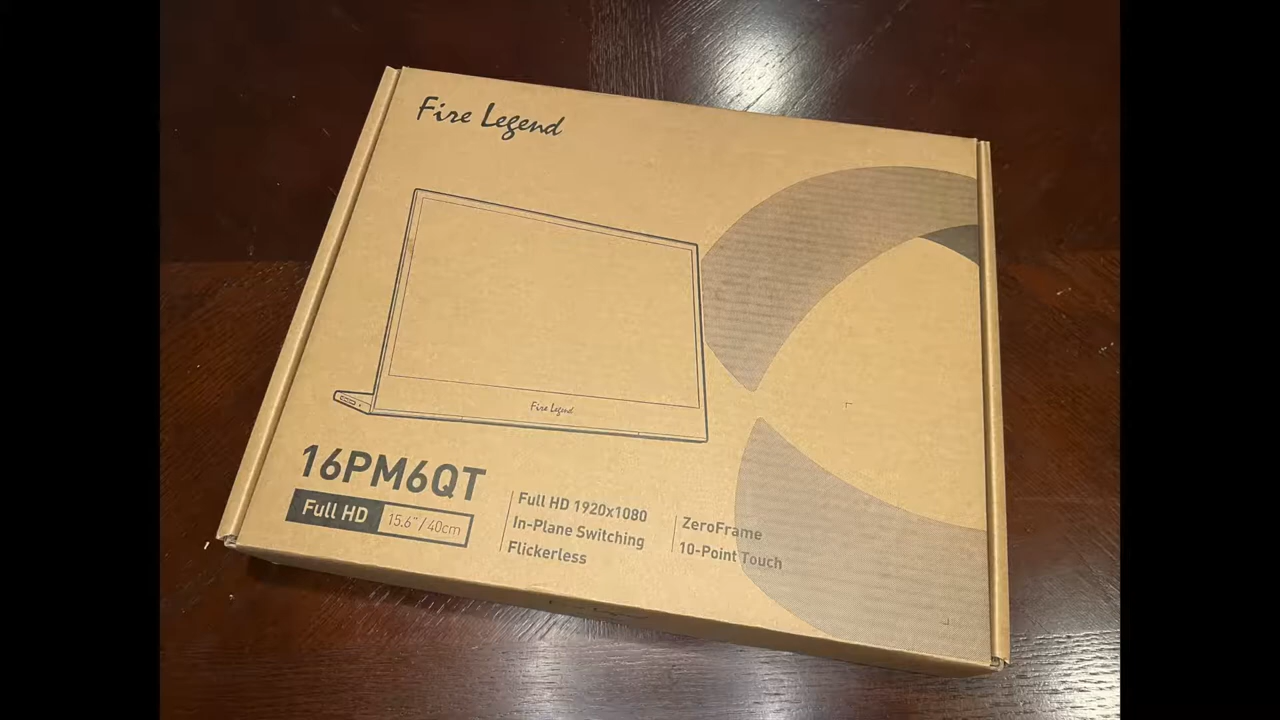 Fire Legend
Fire Legend
16PM6QT
Full HD 15.6"/40cm
Full HD 1920x1080
In-Plane Switching
Flickerless
ZeroFrame
10-Point Touch